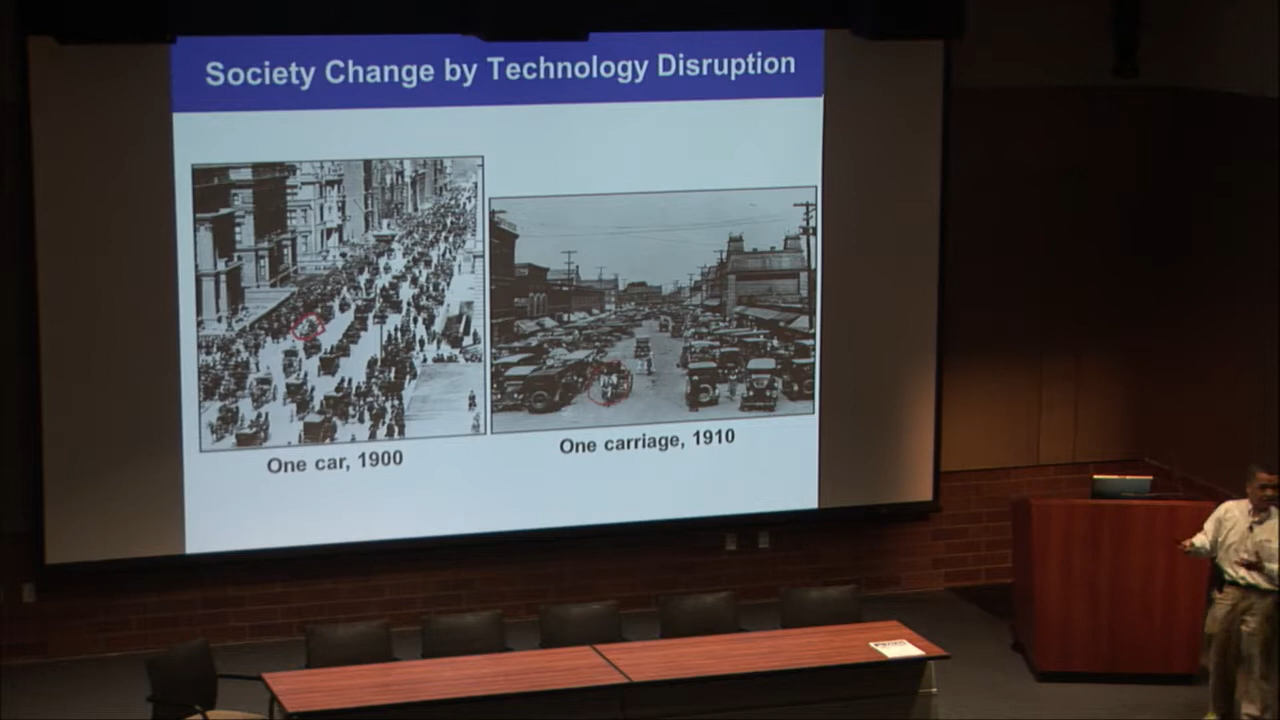 Society Change by Technology Disruption
One car, 1900
One carriage, 1910